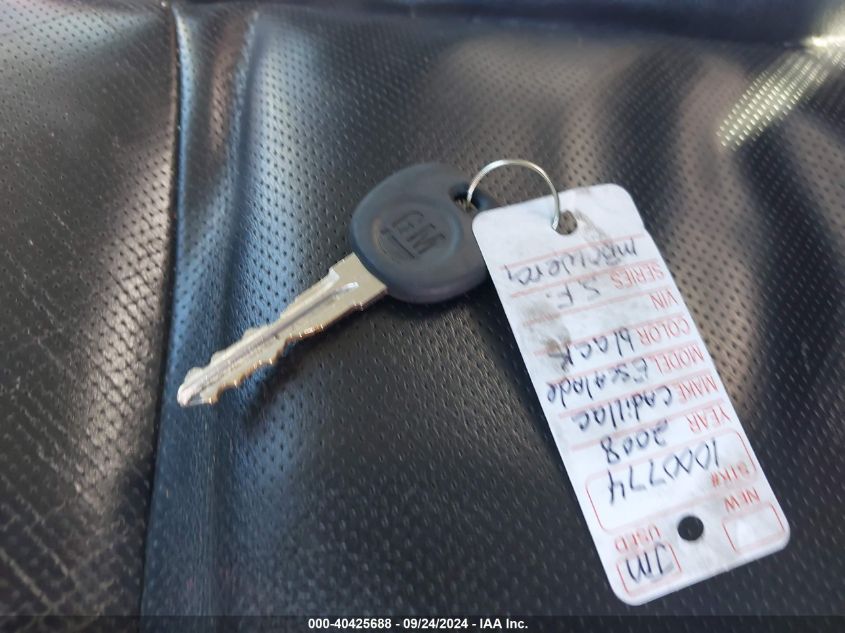 GM
NEW
USED JM
STK#
1000774
YEAR 2008
MAKE Cadillac
MODEL Escalade
COLOR black
VIN
SERIES S.F.
000-40425688 - 09/24/2024 - IAA Inc.